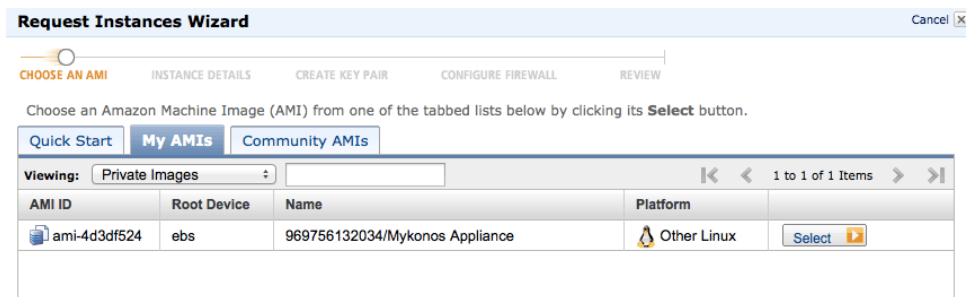 Request Instances Wizard
Cancel
CHOOSE AN AMI INSTANCE DETAILS CREATE KEY PAIR CONFIGURE FIREWALL REVIEW
Choose an Amazon Machine Image (AMI) from one of the tabbed lists below by clicking its Select button.
Quick Start My AMIs Community AMIs
Viewing: Private Images 1 to 1 of 1 Items
AMI ID Root Device Name Platform
ami-4d3df524 ebs 969756132034/Mykonos Appliance Other Linux Select